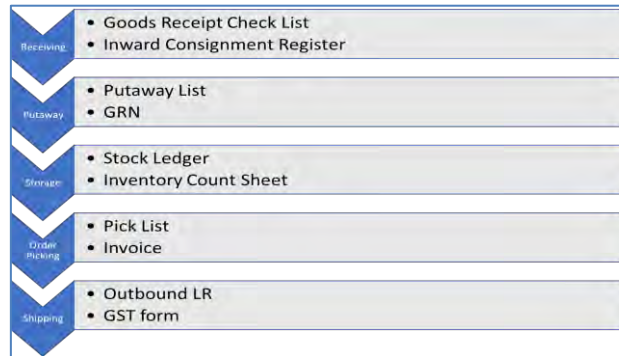 Receiving
• Goods Receipt Check List
• Inward Consignment Register
Putaway
• Putaway List
• GRN
Storage
• Stock Ledger
• Inventory Count Sheet
Order
Picking
• Pick List
• Invoice
Shipping
• Outbound LR
• GST form